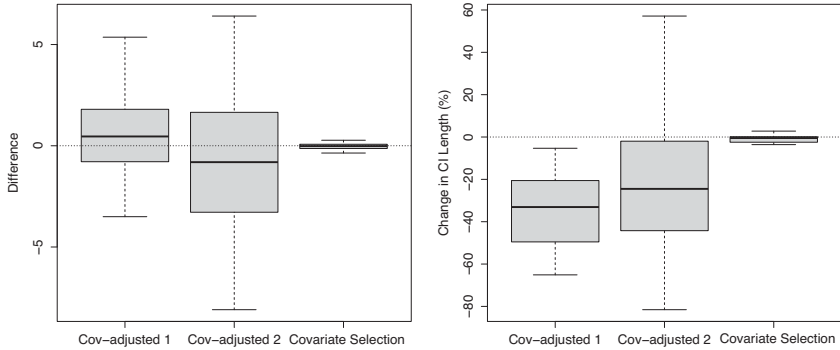 Difference
5
0
−5
Cov−adjusted 1
Cov−adjusted 2
Covariate Selection
Change in CI Length (%)
60
40
20
0
−20
−40
−60
−80
Cov−adjusted 1
Cov−adjusted 2
Covariate Selection